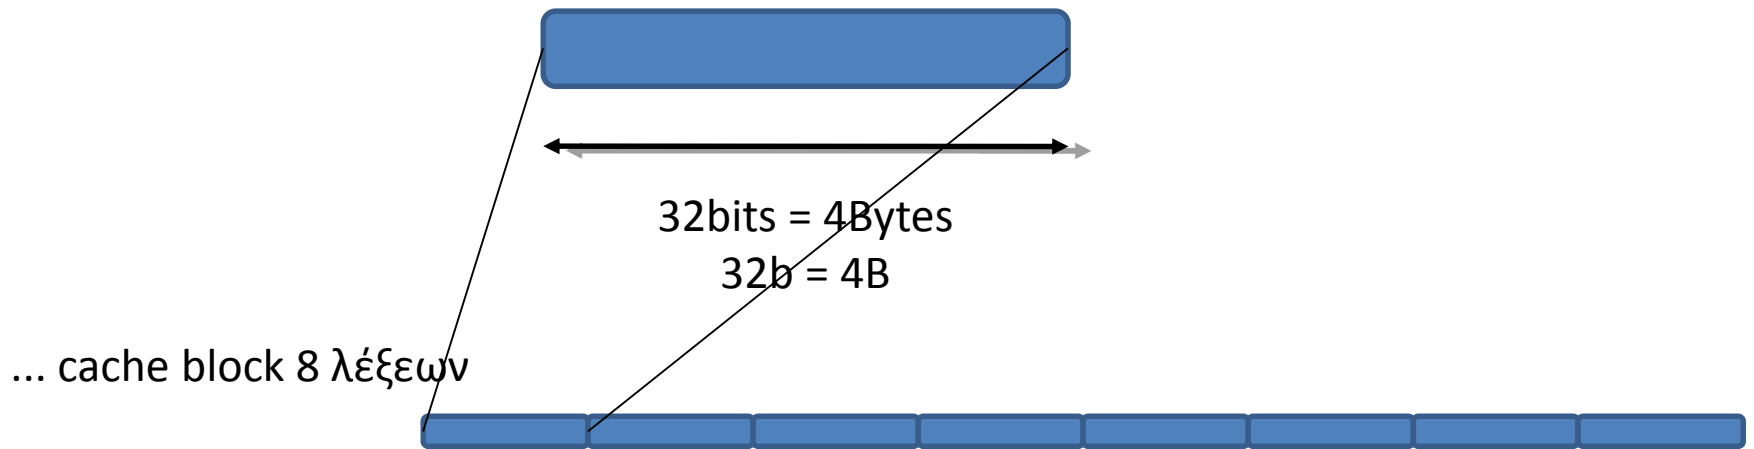 32bits = 4Bytes
32b = 4B
... cache block 8 λέξεων